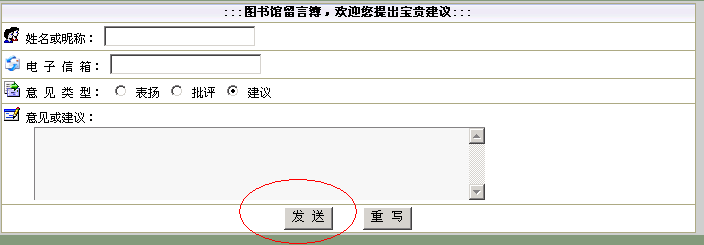 :::图书馆留言簿，欢迎您提出宝贵建议:::
姓名或昵称：
电 子 信 箱：
意 见 类 型： 表扬 批评 建议
意见或建议：
发 送 重 写